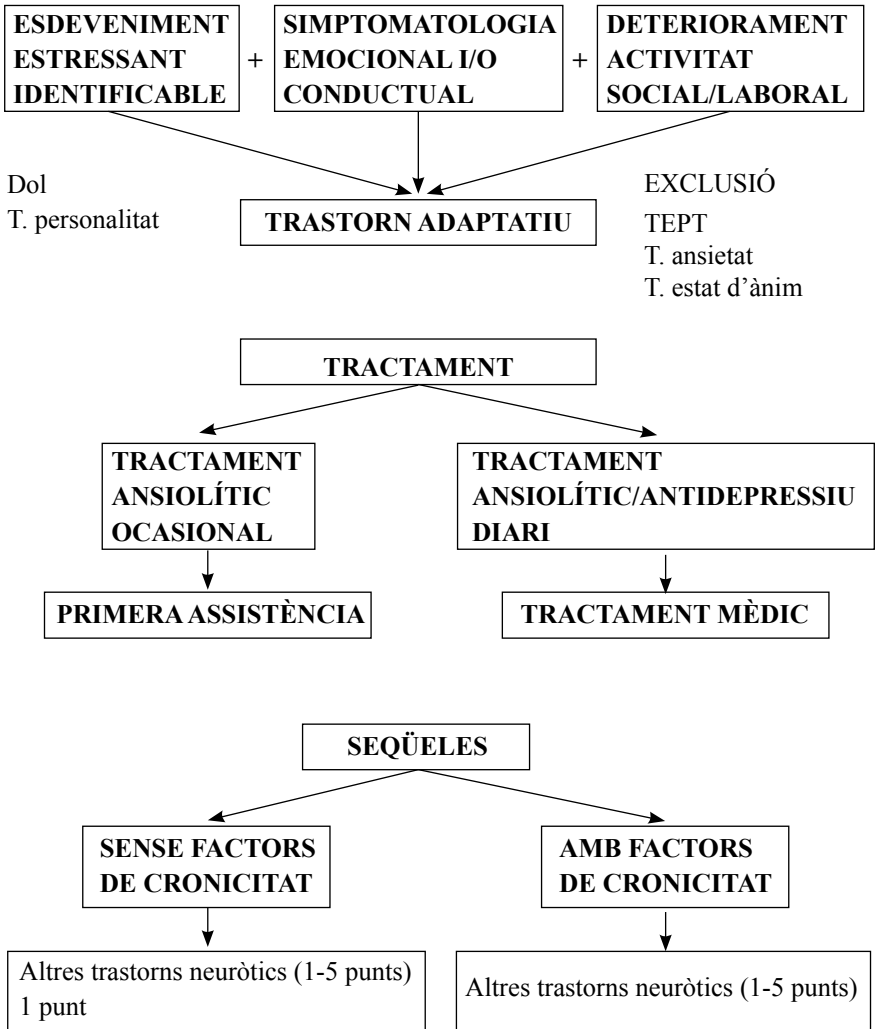 ESDEVENIMENT
ESTRESSANT
IDENTIFICABLE
+
SIMPTOMATOLOGIA
EMOCIONAL I/O
CONDUCTUAL
+
DETERIORAMENT
ACTIVITAT
SOCIAL/LABORAL
Dol
T. personalitat
TRASTORN ADAPTATIU
EXCLUSIÓ
TEPT
T. ansietat
T. estat d’ànim
TRACTAMENT
TRACTAMENT
ANSIOLÍTIC
OCASIONAL
TRACTAMENT
ANSIOLÍTIC/ANTIDEPRESSIU
DIARI
PRIMERA ASSISTÈNCIA
TRACTAMENT MÈDIC
SEQÜELES
SENSE FACTORS
DE CRONICITAT
AMB FACTORS
DE CRONICITAT
Altres trastorns neuròtics (1-5 punts)
1 punt
Altres trastorns neuròtics (1-5 punts)